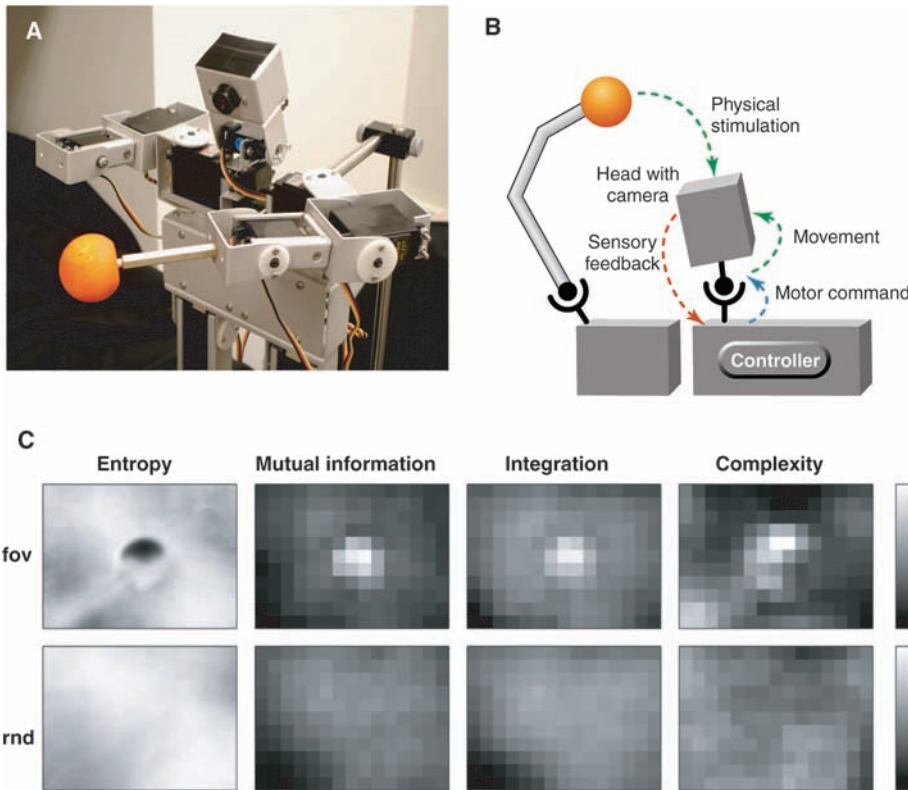 A
B
Physical
stimulation
Head with
camera
Sensory
feedback
Movement
Motor command
Controller
C
Entropy
Mutual information
Integration
Complexity
fov
rnd